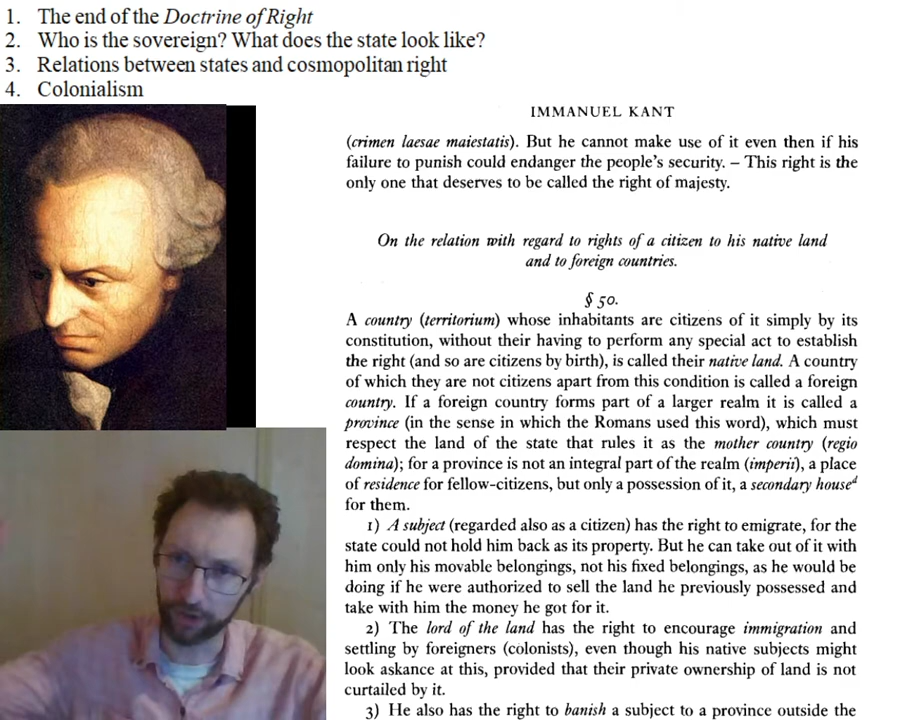 1. The end of the Doctrine of Right
2. Who is the sovereign? What does the state look like?
3. Relations between states and cosmopolitan right
4. Colonialism
IMMANUEL KANT
(crimen laesae maiestatis). But he cannot make use of it even then if his
failure to punish could endanger the people's security. – This right is the
only one that deserves to be called the right of majesty.
On the relation with regard to rights of a citizen to his native land
and to foreign countries.
§ 50.
A country (territorium) whose inhabitants are citizens of it simply by its
constitution, without their having to perform any special act to establish
the right (and so are citizens by birth), is called their native land. A country
of which they are not citizens apart from this condition is called a foreign
country. If a foreign country forms part of a larger realm it is called a
province (in the sense in which the Romans used this word), which must
respect the land of the state that rules it as the mother country (regio
domina); for a province is not an integral part of the realm (imperii), a place
of residence for fellow-citizens, but only a possession of it, a secondary house^d
for them.
1) A subject (regarded also as a citizen) has the right to emigrate, for the
state could not hold him back as its property. But he can take out of it with
him only his movable belongings, not his fixed belongings, as he would be
doing if he were authorized to sell the land he previously possessed and
take with him the money he got for it.
2) The lord of the land has the right to encourage immigration and
settling by foreigners (colonists), even though his native subjects might
look askance at this, provided that their private ownership of land is not
curtailed by it.
3) He also has the right to banish a subject to a province outside the